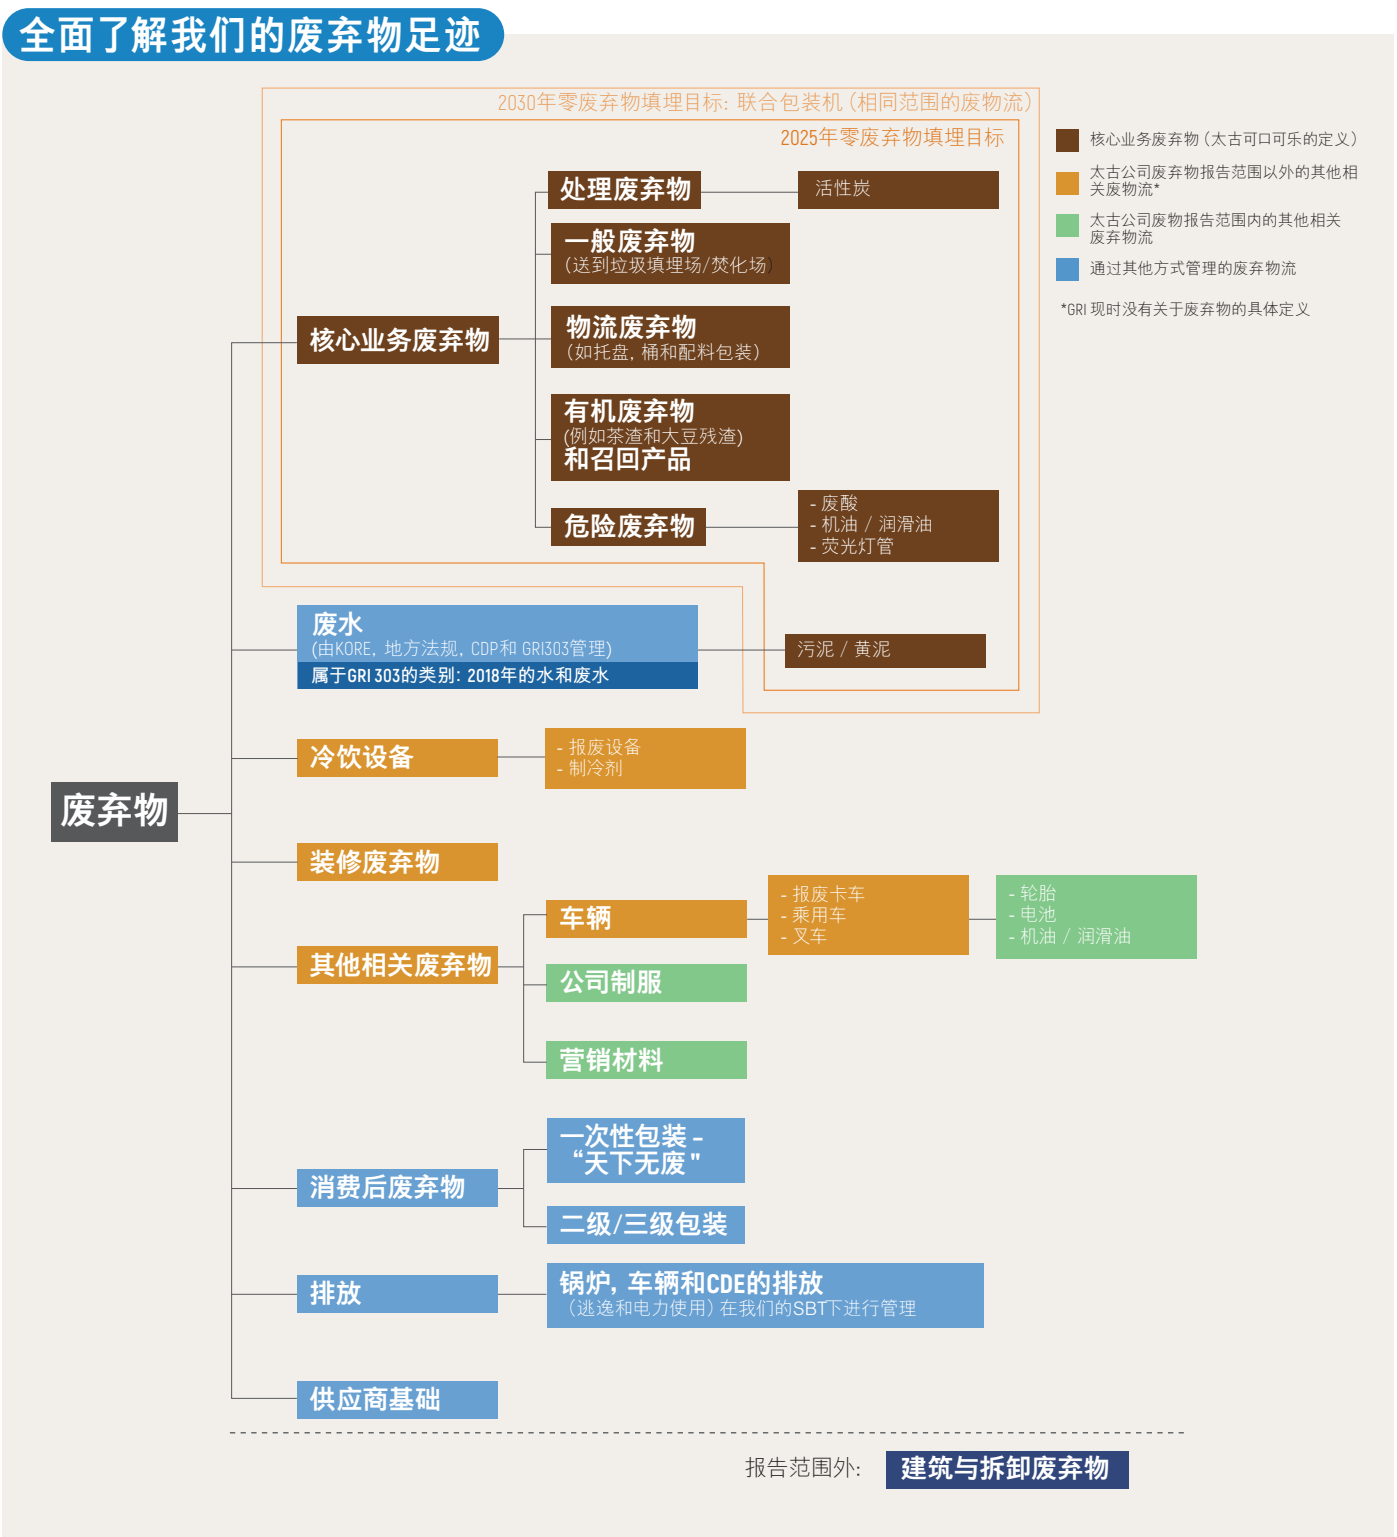 全面了解我们的废弃物足迹
2030年零废弃物填埋目标: 联合包装机（相同范围的废物流）
2025年零废弃物填埋目标
核心业务废弃物（太古可口可乐的定义）
太古公司废弃物报告范围以外的其他相
关废物流*
太古公司废物报告范围内的其他相关
废弃物流
通过其他方式管理的废弃物流
*GRI 现时没有关于废弃物的具体定义
处理废弃物
活性炭
一般废弃物
（送到垃圾填埋场/焚化场）
核心业务废弃物
物流废弃物
（如托盘, 桶和配料包装）
有机废弃物
(例如茶渣和大豆残渣)
和召回产品
危险废弃物
- 废酸
- 机油 / 润滑油
- 荧光灯管
废水
(由KORE, 地方法规, CDP和 GRI303管理)
属于GRI 303的类别: 2018年的水和废水
污泥 / 黄泥
冷饮设备
- 报废设备
- 制冷剂
废弃物
装修废弃物
其他相关废弃物
车辆
- 报废卡车
- 乘用车
- 叉车
- 轮胎
- 电池
- 机油 / 润滑油
公司制服
营销材料
消费后废弃物
一次性包装 –
“天下无废"
二级/三级包装
排放
锅炉, 车辆和CDE的排放
（逃逸和电力使用）在我们的SBT下进行管理
供应商基础
报告范围外:
建筑与拆卸废弃物